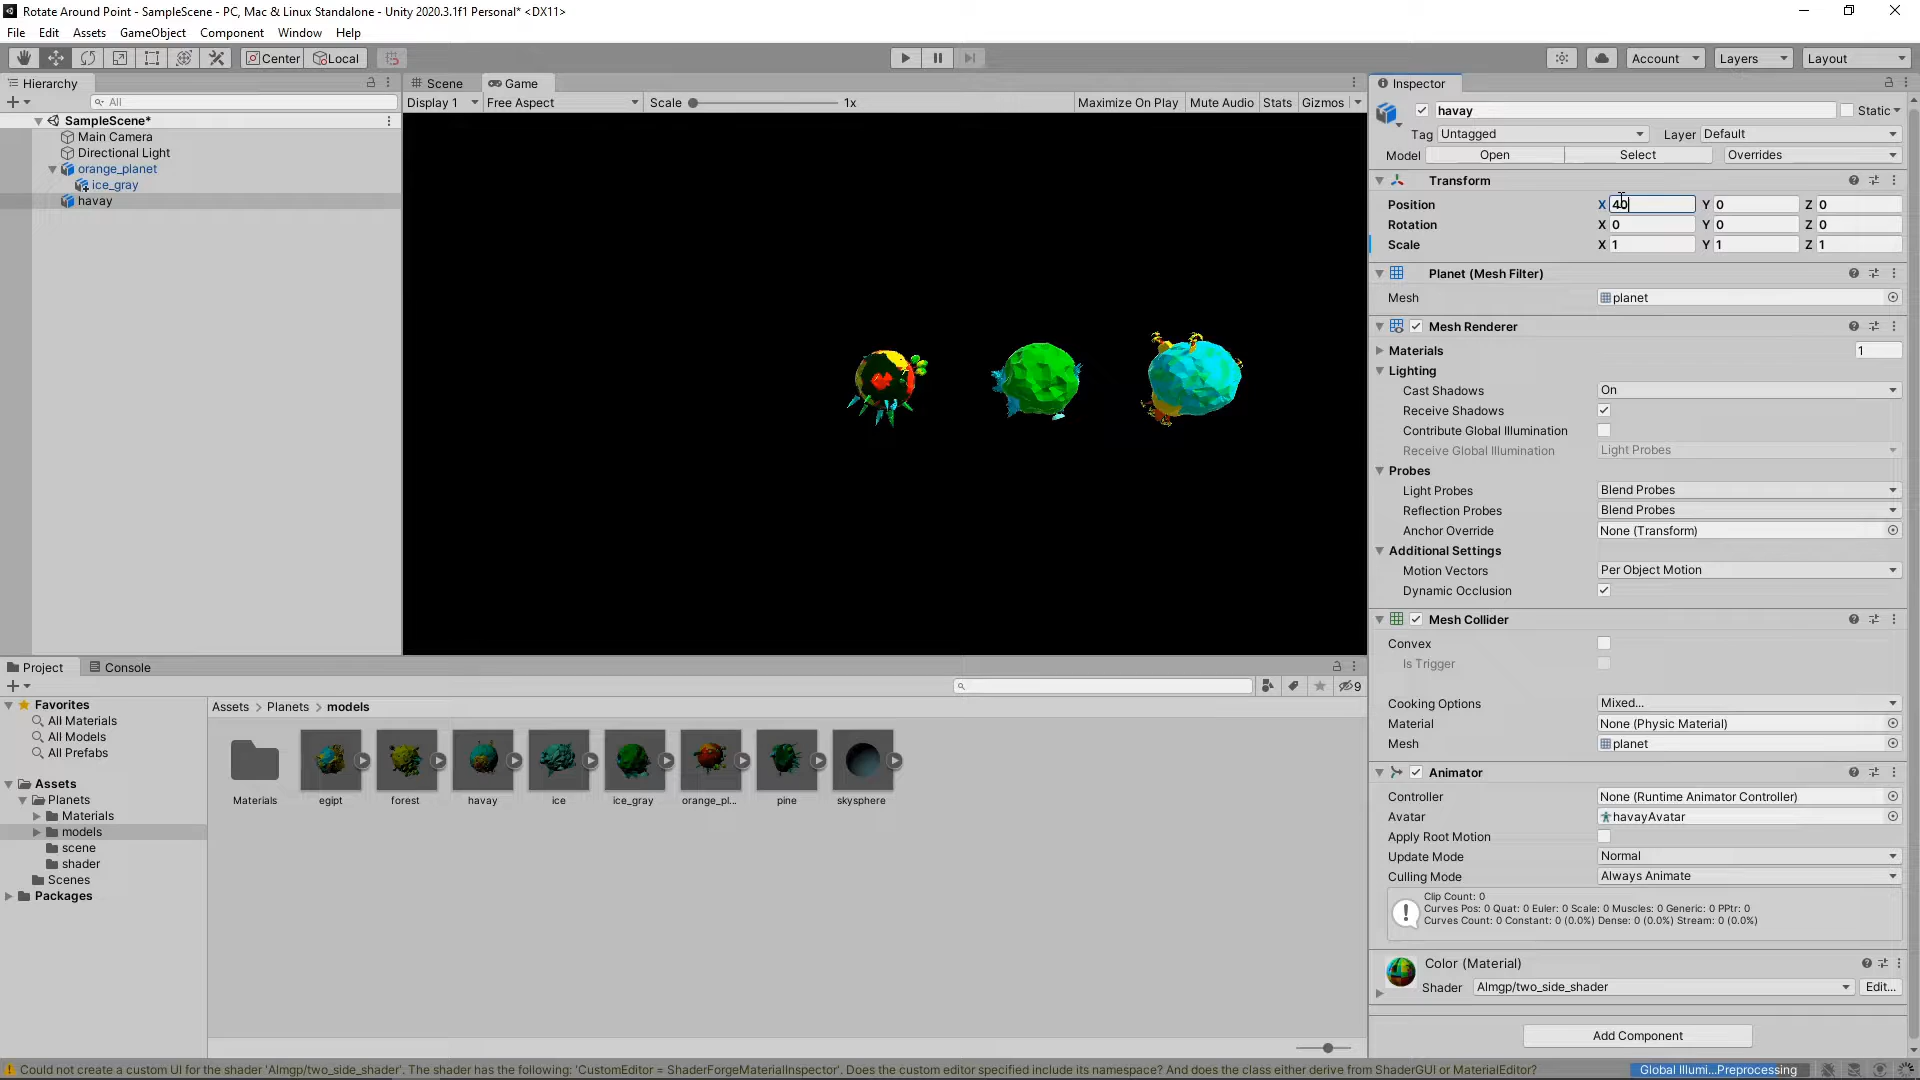 Rotate Around Point - SampleScene - PC, Mac & Linux Standalone - Unity 2020.3.1f1 Personal* <DX11>
File Edit Assets GameObject Component Window Help
Center Local Account Layers Layout
Hierarchy
All
SampleScene*
Main Camera
Directional Light
orange_planet
ice_gray
havay
Scene Game
Display 1 Free Aspect Scale 1x Maximize On Play Mute Audio Stats Gizmos
Inspector
havay Static
Tag Untagged Layer Default
Model Open Select Overrides
Transform
Position X 40 Y 0 Z 0
Rotation X 0 Y 0 Z 0
Scale X 1 Y 1 Z 1
Planet (Mesh Filter)
Mesh planet
Mesh Renderer
Materials 1
Lighting
Cast Shadows On
Receive Shadows
Contribute Global Illumination
Receive Global Illumination Light Probes
Probes
Light Probes Blend Probes
Reflection Probes Blend Probes
Anchor Override None (Transform)
Additional Settings
Motion Vectors Per Object Motion
Dynamic Occlusion
Mesh Collider
Convex
Is Trigger
Cooking Options Mixed...
Material None (Physic Material)
Mesh planet
Animator
Controller None (Runtime Animator Controller)
Avatar havayAvatar
Apply Root Motion
Update Mode Normal
Culling Mode Always Animate
Clip Count: 0
Curves Pos: 0 Quat: 0 Euler: 0 Scale: 0 Muscles: 0 Generic: 0 PPtr: 0
Curves Count: 0 Constant: 0 (0.0%) Dense: 0 (0.0%) Stream: 0 (0.0%)
Color (Material)
Shader Almgp/two_side_shader Edit...
Add Component
Project Console
9
Favorites
All Materials
All Models
All Prefabs
Assets
Planets
Materials
models
scene
shader
Scenes
Packages
Assets > Planets > models
Materials egipt forest havay ice ice_gray orange_pl... pine skysphere
Could not create a custom UI for the shader 'Almgp/two_side_shader'. The shader has the following: 'CustomEditor = ShaderForgeMaterialInspector'. Does the custom editor specified include its namespace? And does the class either derive from ShaderGUI or MaterialEditor?
Global Illumi...Preprocessing